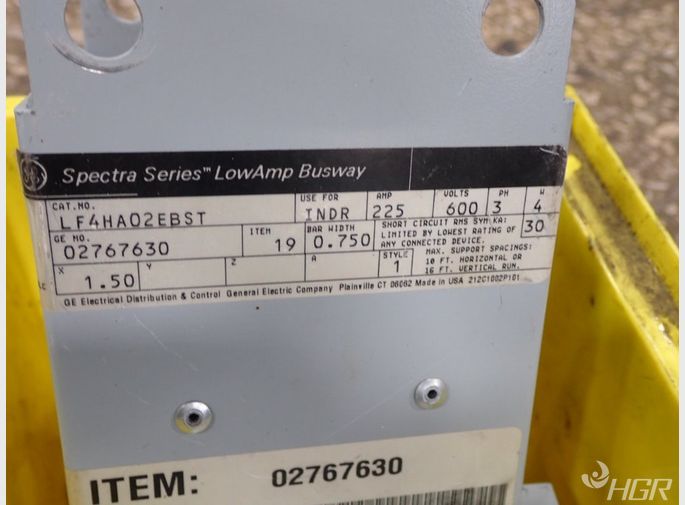 GE Spectra Series™ LowAmp Busway
CAT.NO. USE FOR AMP VOLTS PH W
LF4HA02EBST INDR 225 600 3 4
GE NO. ITEM BAR WIDTH SHORT CIRCUIT RMS SYM KA: 30
02767630 19 0.750 LIMITED BY LOWEST RATING OF
ANY CONNECTED DEVICE.
X Y Z A STYLE MAX. SUPPORT SPACINGS:
1.50 1 10 FT. HORIZONTAL OR
16 FT. VERTICAL RUN.
GE Electrical Distribution & Control General Electric Company Plainville CT 06062 Made in USA 212C1002P101
ITEM: 02767630
HGR